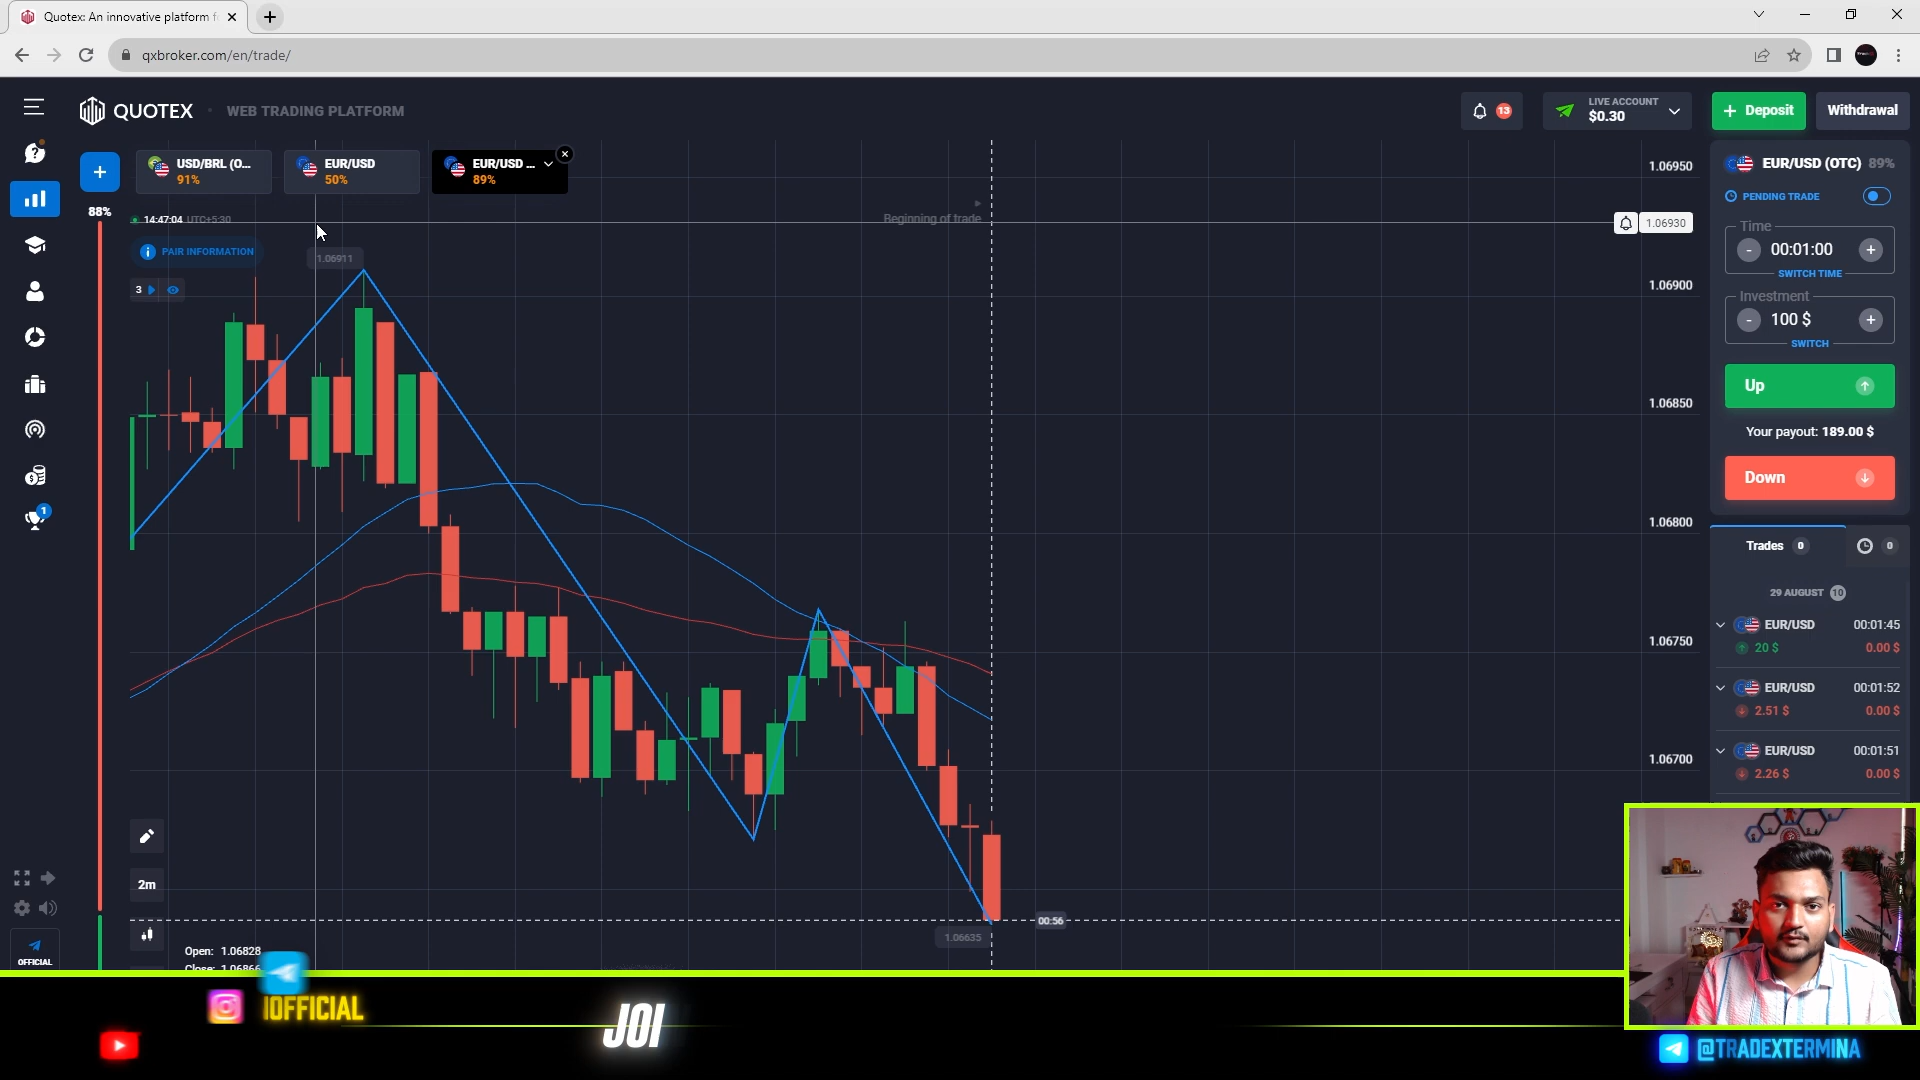 Quotex: An innovative platform f
qxbroker.com/en/trade/
QUOTEX
WEB TRADING PLATFORM
13
LIVE ACCOUNT
$0.30
Deposit
Withdrawal
USD/BRL (O...
91%
EUR/USD
50%
EUR/USD ...
89%
88%
14:47:04 UTC+5:30
PAIR INFORMATION
3
1.06911
Beginning of trade
1.06950
1.06930
1.06900
1.06850
1.06800
1.06750
1.06700
1
2m
00:56
1.06635
Open: 1.06828
Close: 1.06866
OFFICIAL
EUR/USD (OTC) 89%
PENDING TRADE
Time
- 00:01:00 +
SWITCH TIME
Investment
- 100 $ +
SWITCH
Up
Your payout: 189.00 $
Down
Trades 0
0
29 AUGUST 10
EUR/USD 00:01:45
20 $ 0.00 $
EUR/USD 00:01:52
2.51 $ 0.00 $
EUR/USD 00:01:51
2.26 $ 0.00 $
IOFFICIAL
JOI
@TRADEXTERMINA